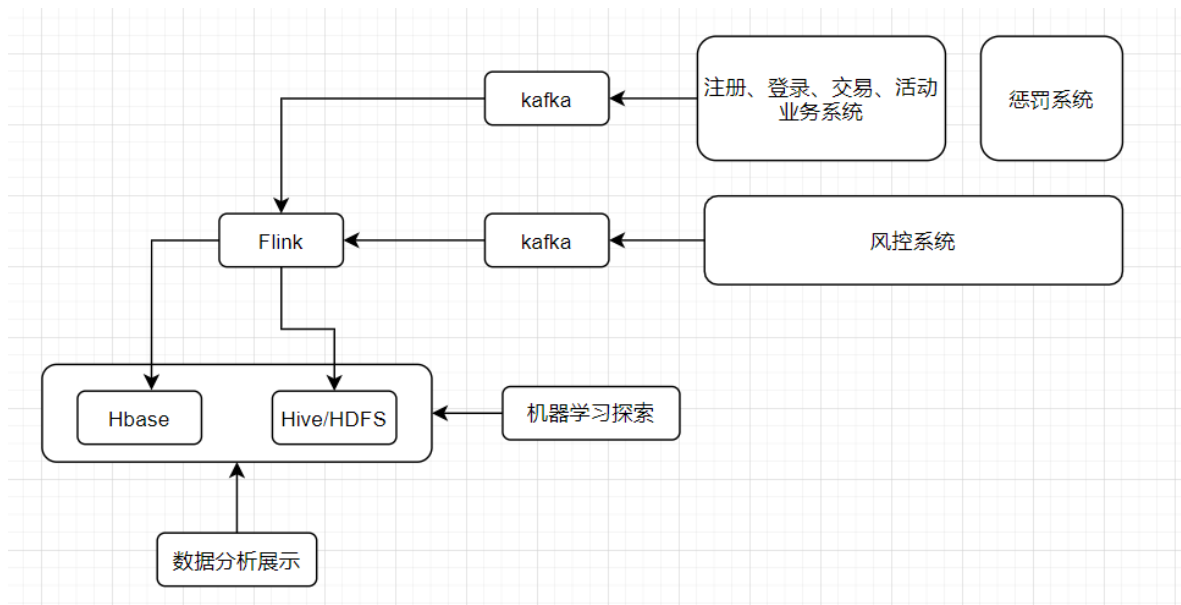 kafka
注册、登录、交易、活动
业务系统
惩罚系统
Flink
kafka
风控系统
Hbase
Hive/HDFS
机器学习探索
数据分析展示